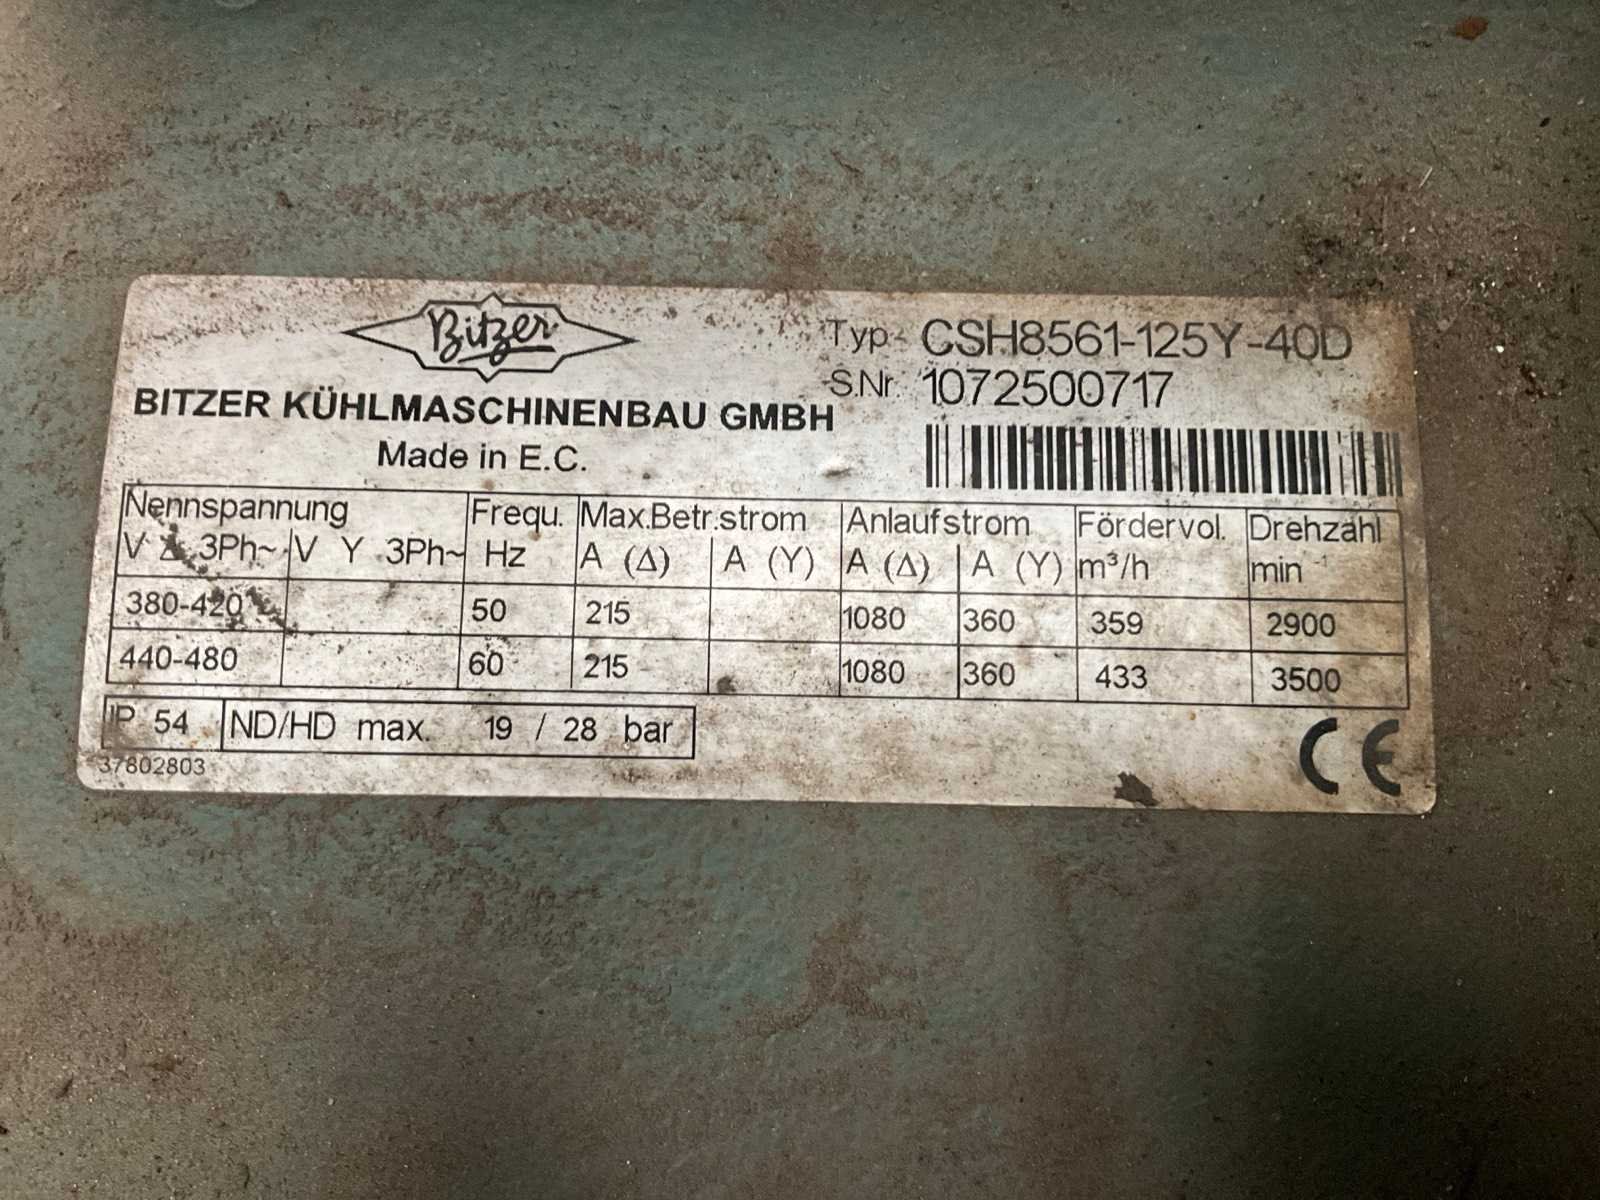 Bitzer
Typ CSH8561-125Y-40D
S.Nr. 1072500717
BITZER KÜHLMASCHINENBAU GMBH
Made in E.C.
Nennspannung Frequ. Max.Betr.strom Anlaufstrom Fördervol. Drehzahl
V Δ 3Ph~ V Y 3Ph~ Hz A (Δ) A (Y) A (Δ) A (Y) m³/h min⁻¹
380-420 50 215 1080 360 359 2900
440-480 60 215 1080 360 433 3500
IP 54 ND/HD max. 19 / 28 bar
CE
37802803